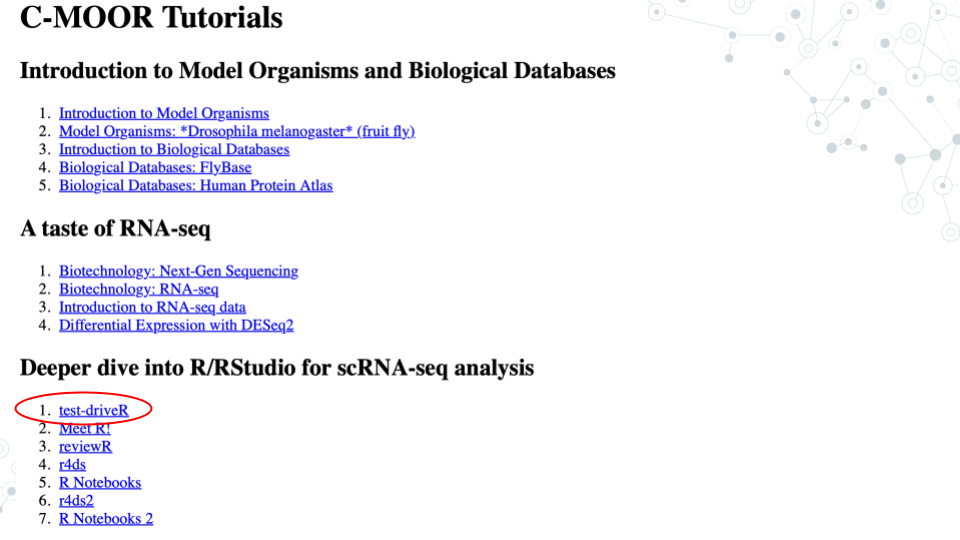 C-MOOR Tutorials
Introduction to Model Organisms and Biological Databases
1. Introduction to Model Organisms
2. Model Organisms: *Drosophila melanogaster* (fruit fly)
3. Introduction to Biological Databases
4. Biological Databases: FlyBase
5. Biological Databases: Human Protein Atlas
A taste of RNA-seq
1. Biotechnology: Next-Gen Sequencing
2. Biotechnology: RNA-seq
3. Introduction to RNA-seq data
4. Differential Expression with DESeq2
Deeper dive into R/RStudio for scRNA-seq analysis
1. test-driveR
2. Meet R!
3. reviewR
4. r4ds
5. R Notebooks
6. r4ds2
7. R Notebooks 2